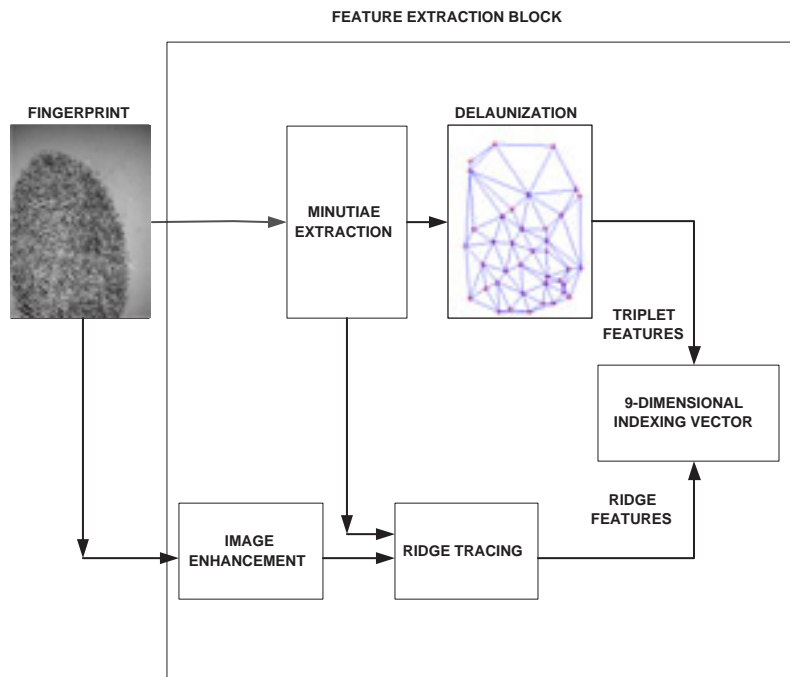 FEATURE EXTRACTION BLOCK
FINGERPRINT
DELAUNIZATION
MINUTIAE
EXTRACTION
TRIPLET
FEATURES
9-DIMENSIONAL
INDEXING VECTOR
RIDGE
FEATURES
IMAGE
ENHANCEMENT
RIDGE TRACING